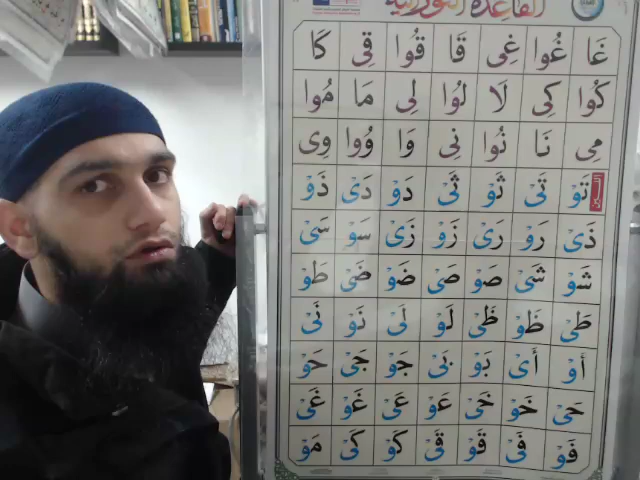 القاعدة النورانية
غَا غُوا غِى قَا قُوا قِى كَا
كُوا كِى لَا لُوا لِى مَا مُوا
مِى نَا نُوا نِى وَا وُوا وِى
تَوْ تَىْ ثَوْ ثَىْ دَوْ دَىْ ذَوْ
ذَىْ رَوْ رَىْ زَوْ زَىْ سَوْ سَىْ
شَوْ شَىْ صَوْ صَىْ ضَوْ ضَىْ طَوْ
طَىْ ظَوْ ظَىْ لَوْ لَىْ نَوْ نَىْ
أَوْ أَىْ بَوْ بَىْ جَوْ جَىْ حَوْ
حَىْ خَوْ خَىْ عَوْ عَىْ غَوْ غَىْ
فَوْ فَىْ قَوْ قَىْ كَوْ كَىْ مَوْ